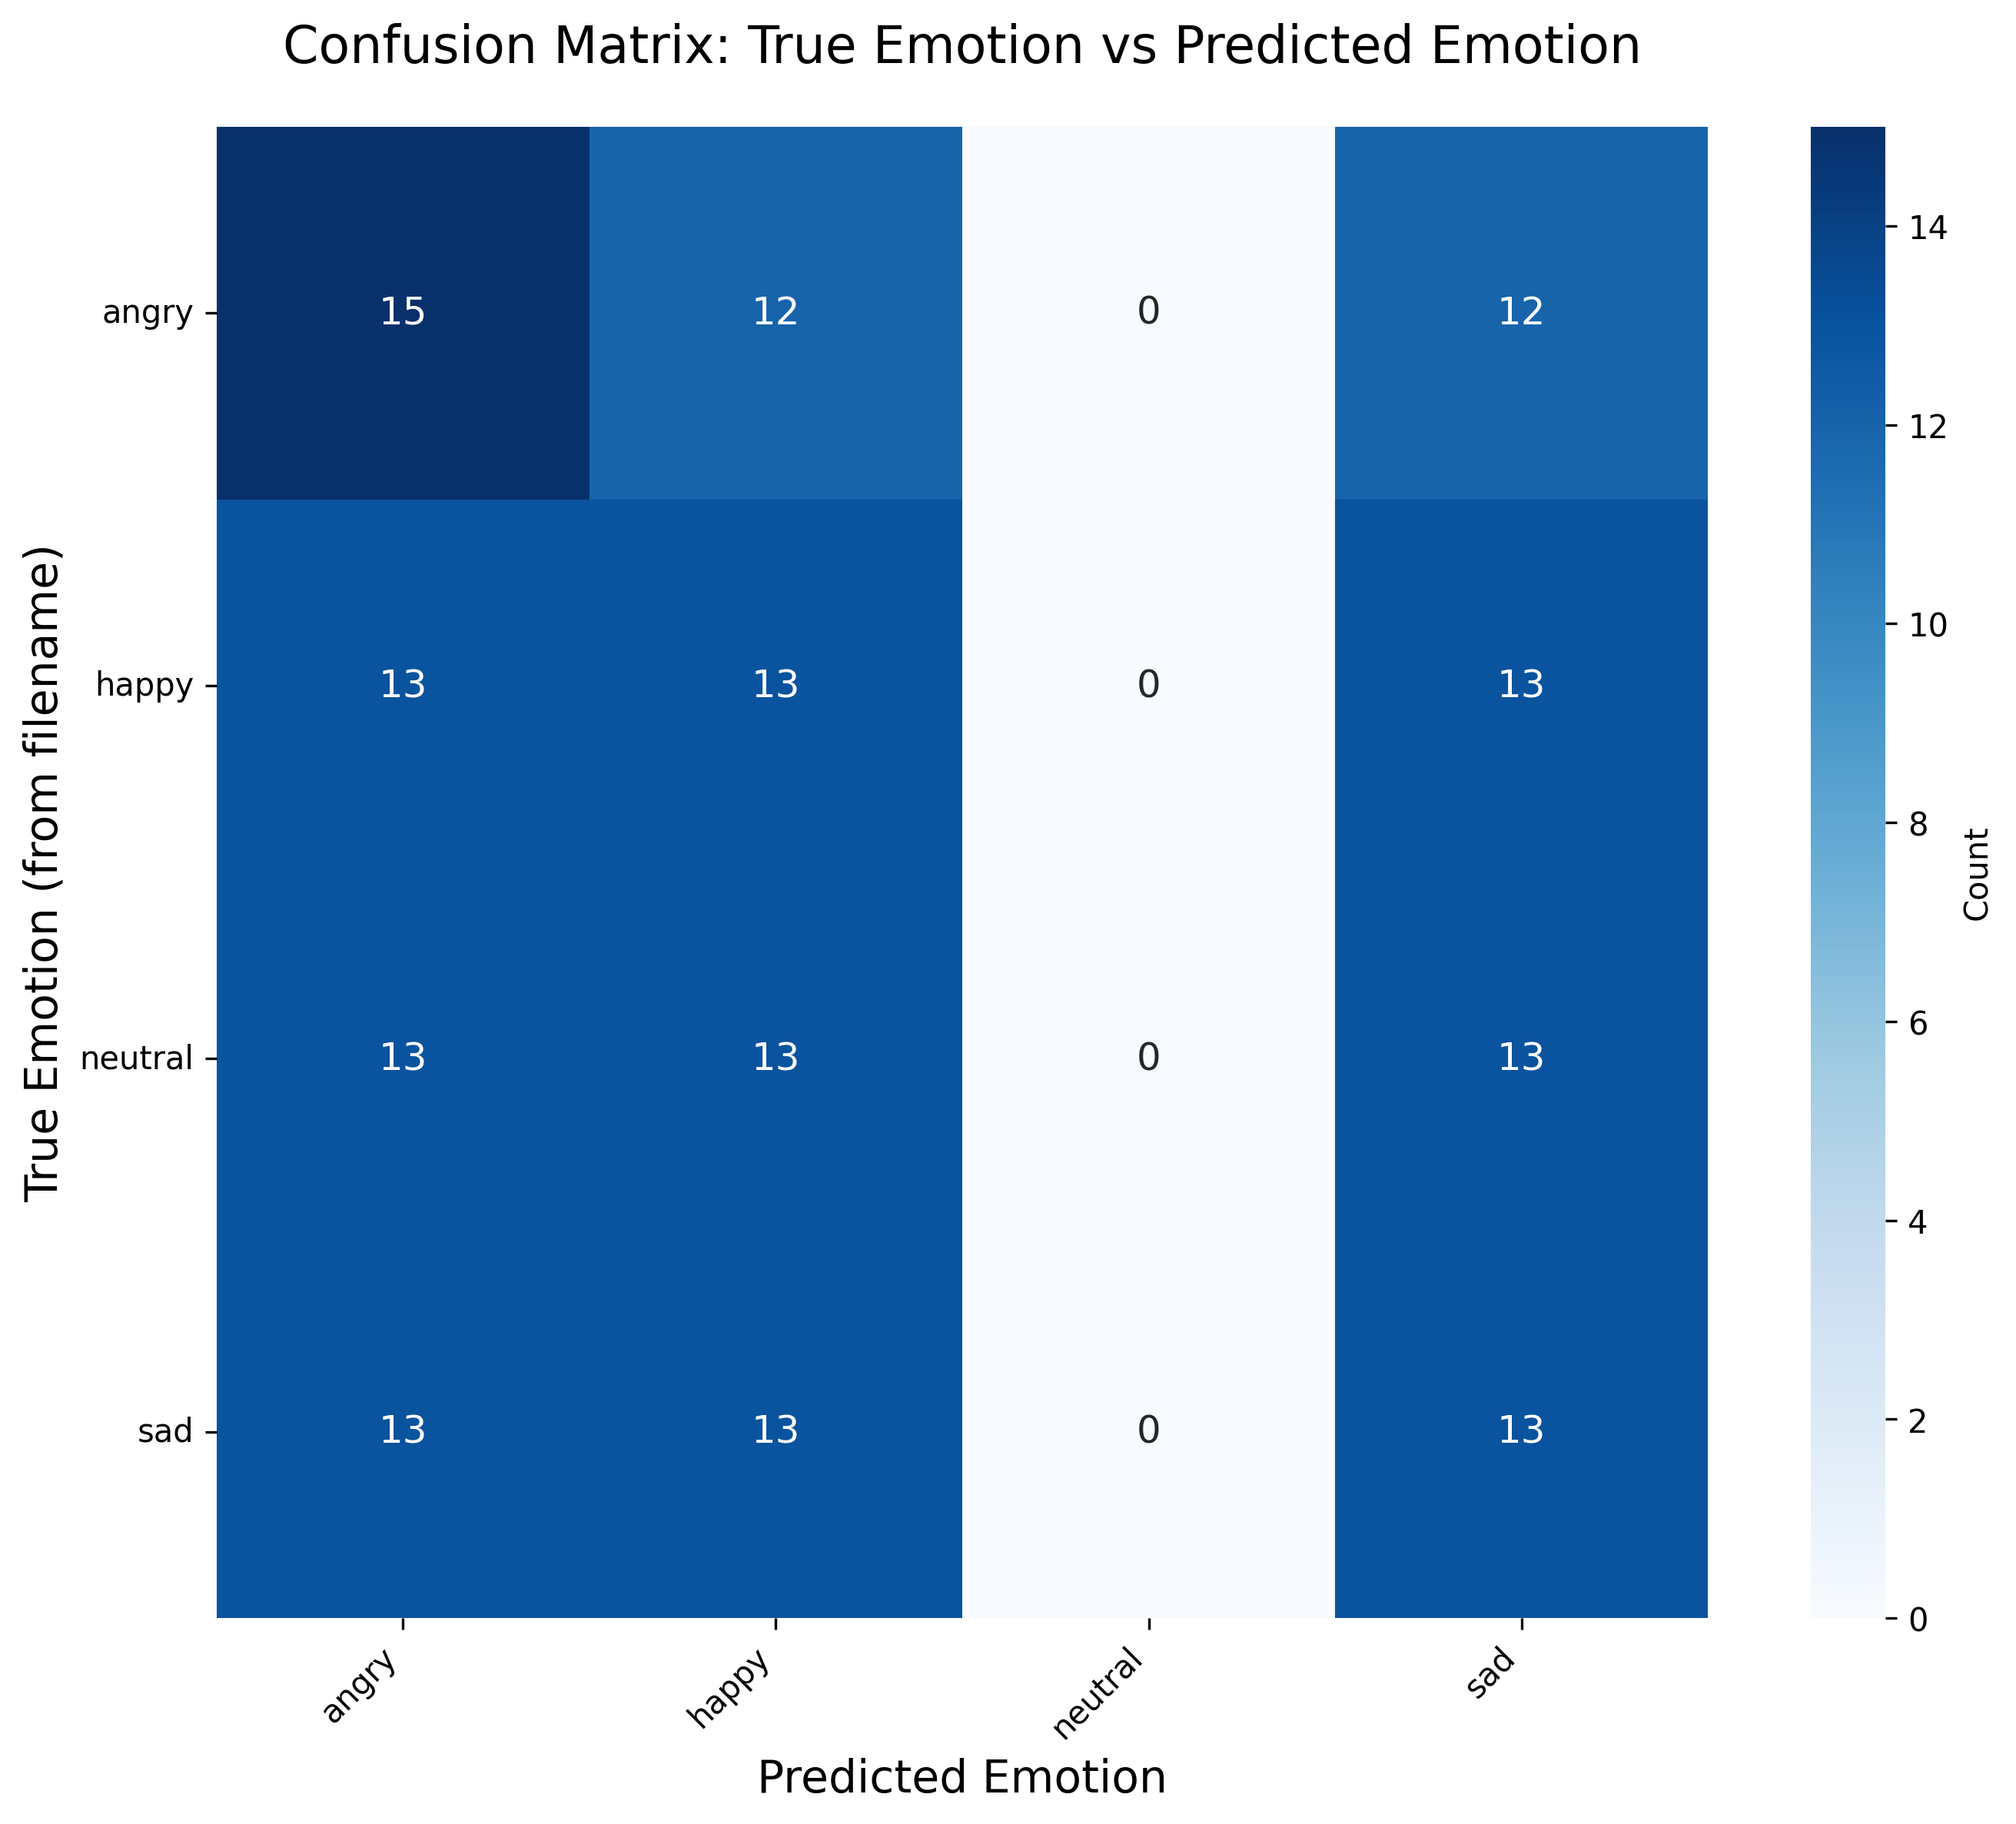 Confusion Matrix: True Emotion vs Predicted Emotion
True Emotion (from filename)
angry 15 12 0 12
happy 13 13 0 13
neutral 13 13 0 13
sad 13 13 0 13
angry happy neutral sad
Predicted Emotion
14
12
10
8
6
4
2
0
Count